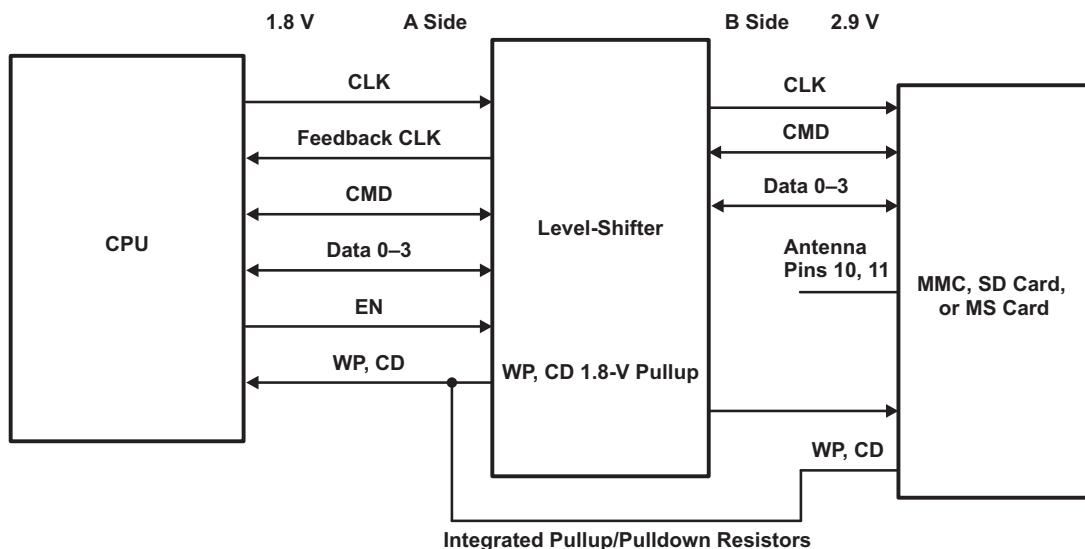 1.8 V A Side B Side 2.9 V
CLK
Feedback CLK
CMD
Data 0–3
EN
WP, CD
CPU
Level-Shifter
WP, CD 1.8-V Pullup
CLK
CMD
Data 0–3
Antenna
Pins 10, 11
WP, CD
MMC, SD Card,
or MS Card
Integrated Pullup/Pulldown Resistors